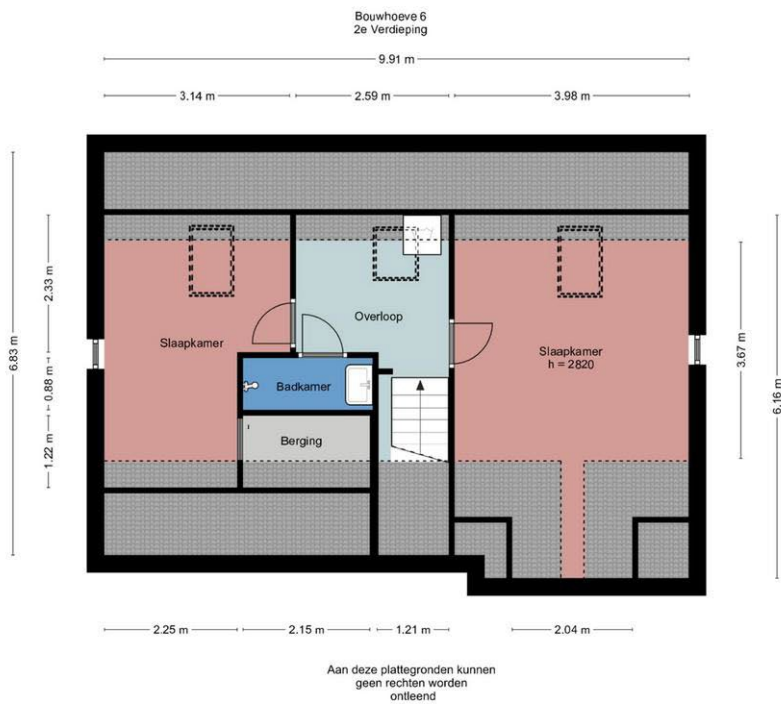 Bouwhoeve 6
2e Verdieping
9.91 m
3.14 m
2.59 m
3.98 m
6.83 m
2.33 m
0.88 m
1.22 m
Slaapkamer
Overloop
Slaapkamer
h = 2820
Badkamer
Berging
3.67 m
6.16 m
2.25 m
2.15 m
1.21 m
2.04 m
Aan deze plattegronden kunnen
geen rechten worden
ontleend